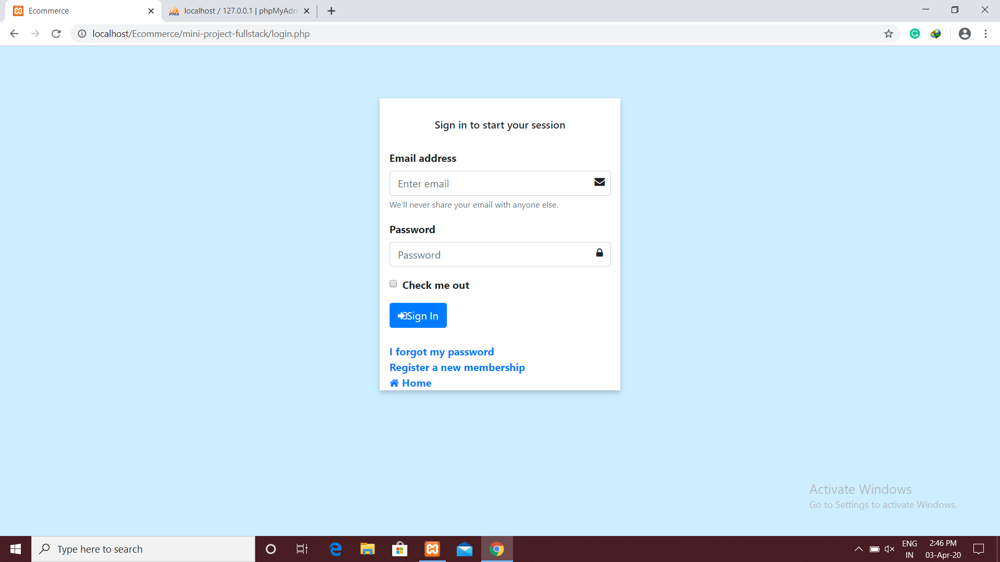 Ecommerce
localhost / 127.0.0.1 | phpMyAdm
localhost/Ecommerce/mini-project-fullstack/login.php
Sign in to start your session
Email address
Enter email
We'll never share your email with anyone else.
Password
Password
Check me out
Sign In
I forgot my password
Register a new membership
Home
Activate Windows
Go to Settings to activate Windows.
Type here to search
ENG
IN
2:46 PM
03-Apr-20